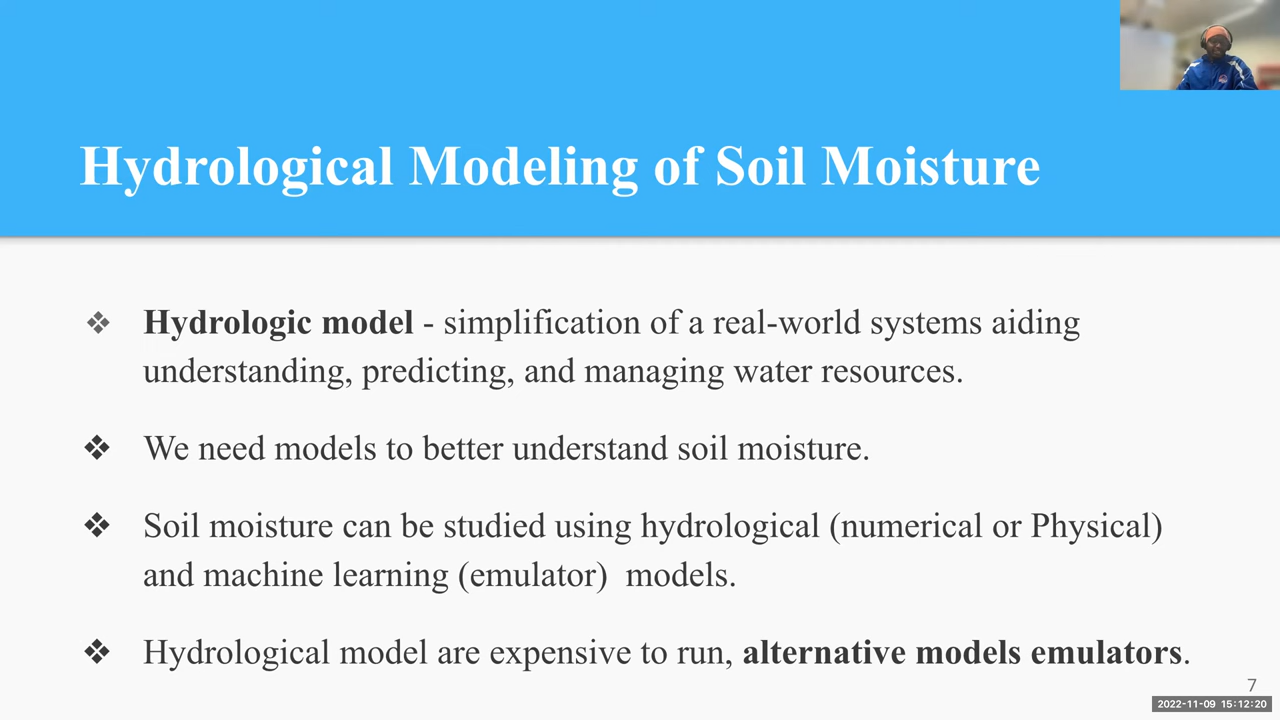 Hydrological Modeling of Soil Moisture
❖ Hydrologic model - simplification of a real-world systems aiding
understanding, predicting, and managing water resources.
❖ We need models to better understand soil moisture.
❖ Soil moisture can be studied using hydrological (numerical or Physical)
and machine learning (emulator)  models.
❖ Hydrological model are expensive to run, alternative models emulators.
7
2022-11-09 15:12:20